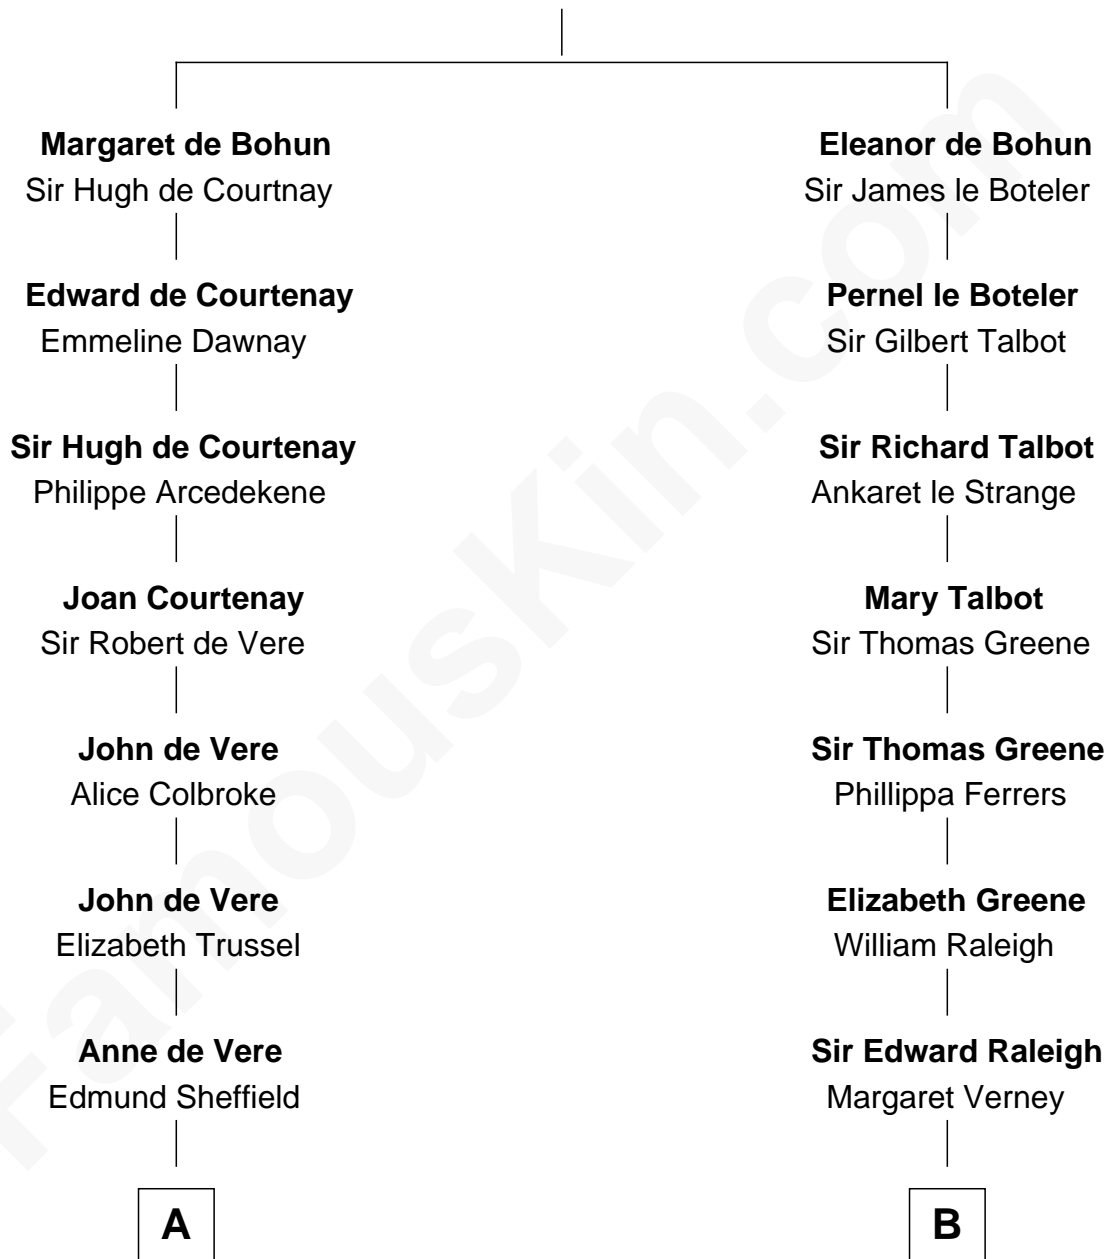 Margaret de Bohun
Sir Hugh de Courtnay
Eleanor de Bohun
Sir James le Boteler
Edward de Courtenay
Emmeline Dawnay
Pernel le Boteler
Sir Gilbert Talbot
Sir Hugh de Courtenay
Philippe Arcedekene
Sir Richard Talbot
Ankaret le Strange
Joan Courtenay
Sir Robert de Vere
Mary Talbot
Sir Thomas Greene
John de Vere
Alice Colbroke
Sir Thomas Greene
Phillippa Ferrers
John de Vere
Elizabeth Trussel
Elizabeth Greene
William Raleigh
Anne de Vere
Edmund Sheffield
Sir Edward Raleigh
Margaret Verney
A
B
FamousKin.com